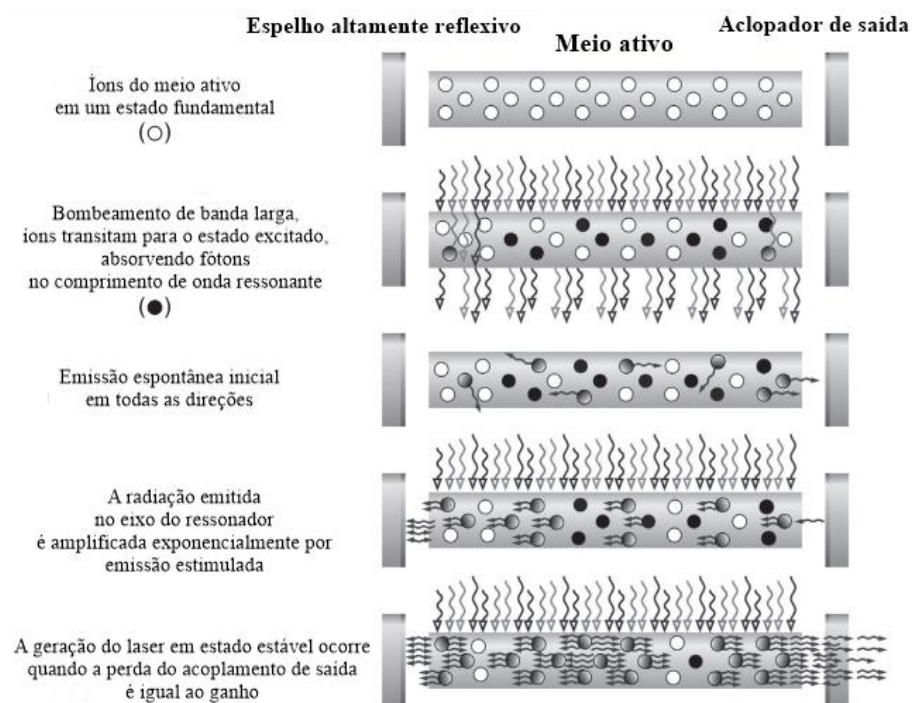 Espelho altamente reflexivo
Aclopador de saída
Meio ativo
Íons do meio ativo
em um estado fundamental
(○)
Bombeamento de banda larga,
ions transitam para o estado excitado,
absorvendo fôtons
no comprimento de onda ressonante
(●)
Emissão espontânea inicial
em todas as direções
A radiação emitida
no eixo do ressonador
é amplificada exponencialmente por
emissão estimulada
A geração do laser em estado estável ocorre
quando a perda do acoplamento de saída
é igual ao ganho